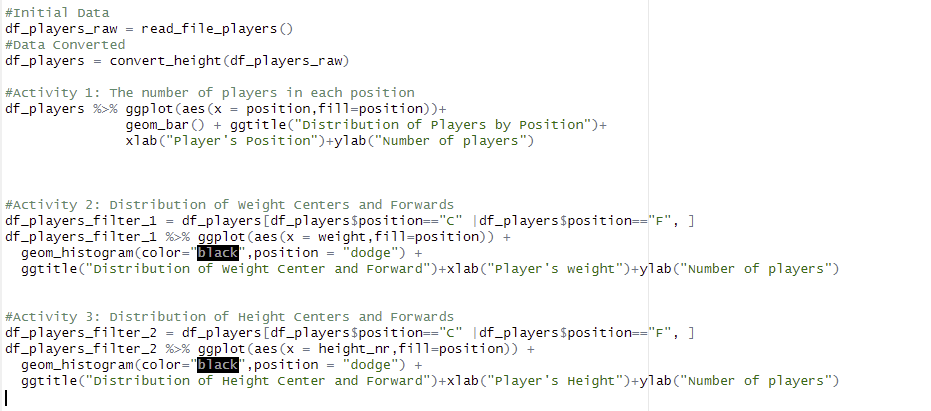 #Initial Data
df_players_raw = read_file_players()
#Data Converted
df_players = convert_height(df_players_raw)
#Activity 1: The number of players in each position
df_players %>% ggplot(aes(x = position,fill=position))+
geom_bar() + ggtitle("Distribution of Players by Position")+
xlab("Player's Position")+ylab("Number of players")
#Activity 2: Distribution of Weight Centers and Forwards
df_players_filter_1 = df_players[df_players$position=="C" |df_players$position=="F", ]
df_players_filter_1 %>% ggplot(aes(x = weight,fill=position)) +
geom_histogram(color="black",position = "dodge") +
ggtitle("Distribution of Weight Center and Forward")+xlab("Player's weight")+ylab("Number of players")
#Activity 3: Distribution of Height Centers and Forwards
df_players_filter_2 = df_players[df_players$position=="C" |df_players$position=="F", ]
df_players_filter_2 %>% ggplot(aes(x = height_nr,fill=position)) +
geom_histogram(color="black",position = "dodge") +
ggtitle("Distribution of Height Center and Forward")+xlab("Player's Height")+ylab("Number of players")